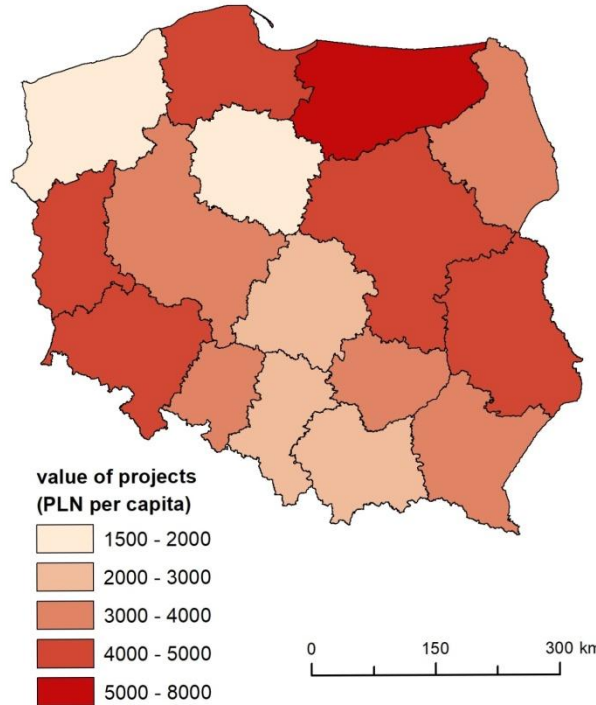 value of projects
(PLN per capita)
1500 - 2000
2000 - 3000
3000 - 4000
4000 - 5000
5000 - 8000
0 150 300 km